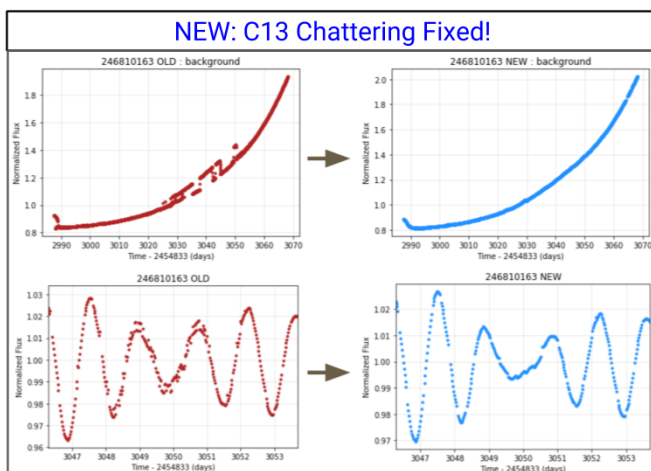 NEW: C13 Chattering Fixed!
246810163 OLD : background
Normalized Flux
1.8
1.6
1.4
1.2
1.0
0.8
2990 3000 3010 3020 3030 3040 3050 3060 3070
Time - 2454833 (days)
246810163 NEW : background
Normalized Flux
2.0
1.8
1.6
1.4
1.2
1.0
0.8
2990 3000 3010 3020 3030 3040 3050 3060 3070
Time - 2454833 (days)
246810163 OLD
Normalized Flux
1.03
1.02
1.01
1.00
0.99
0.98
0.97
0.96
3047 3048 3049 3050 3051 3052 3053
Time - 2454833 (days)
246810163 NEW
Normalized Flux
1.02
1.01
1.00
0.99
0.98
0.97
3047 3048 3049 3050 3051 3052 3053
Time - 2454833 (days)